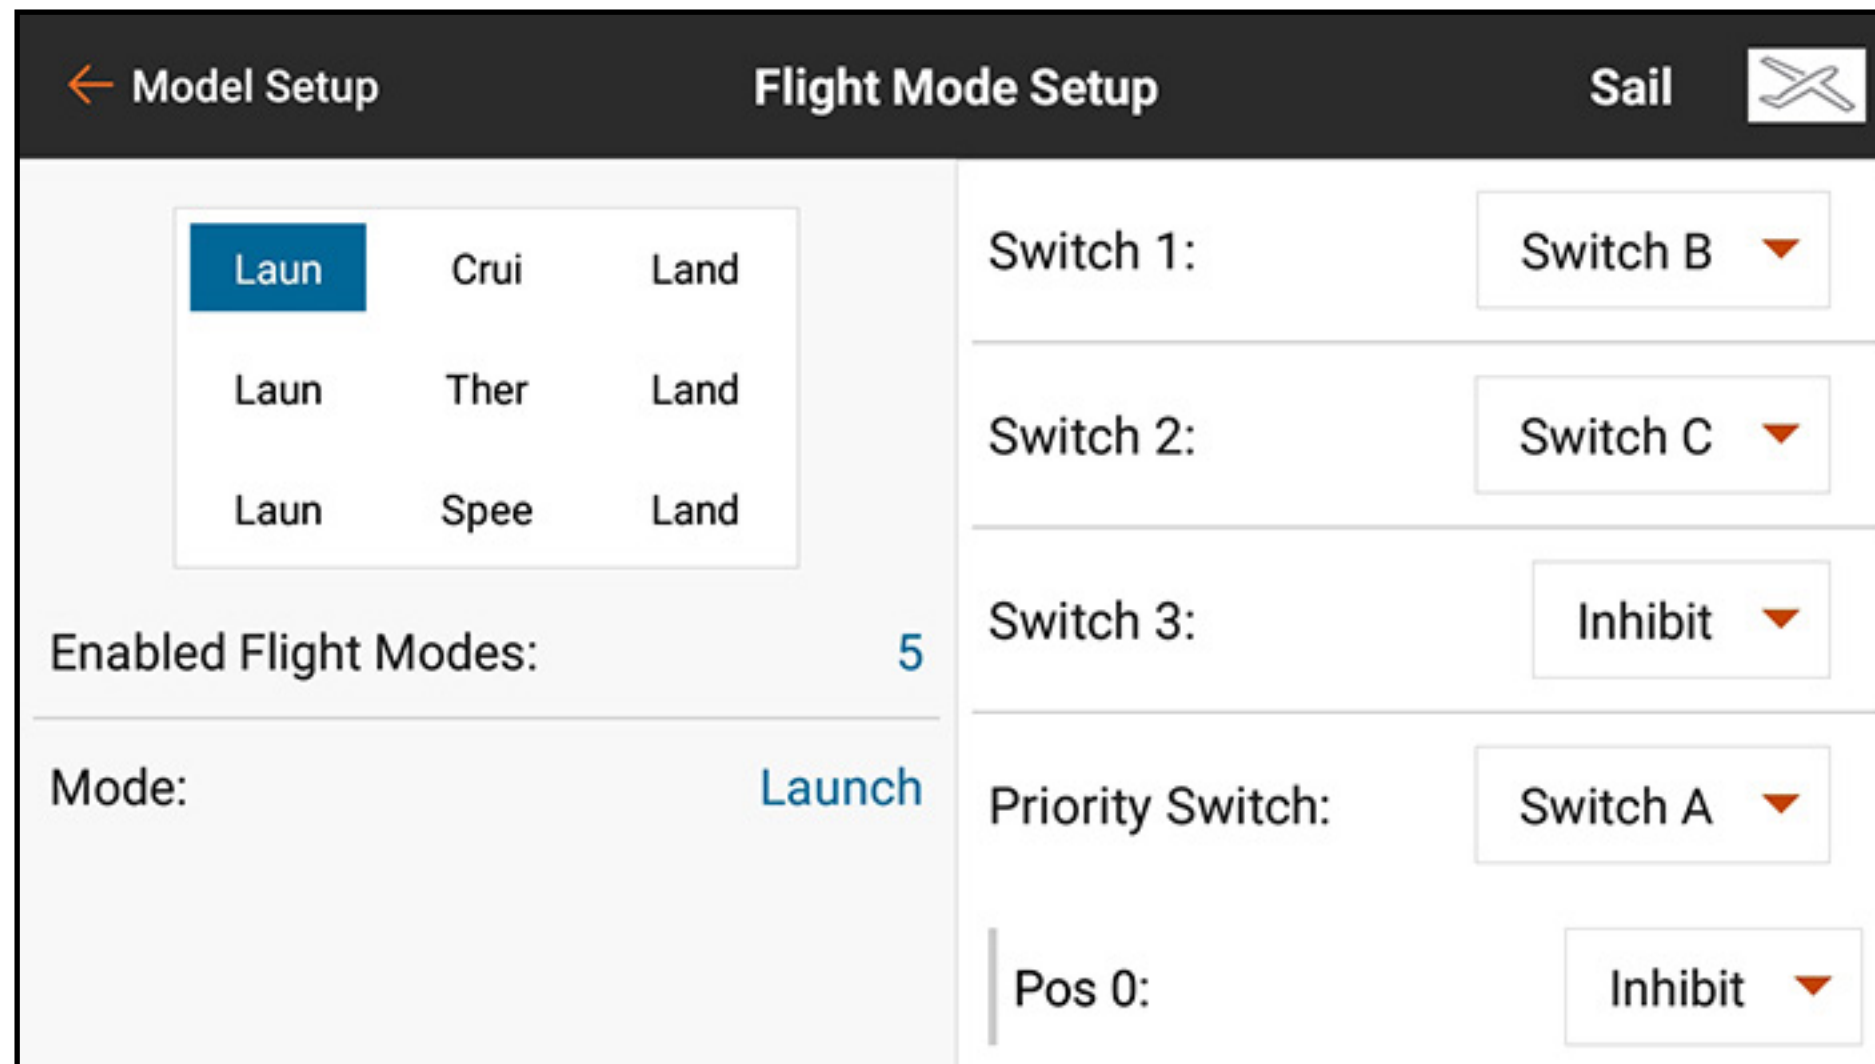 Model Setup Flight Mode Setup Sail
Laun Crui Land
Laun Ther Land
Laun Spee Land
Enabled Flight Modes: 5
Mode: Launch
Switch 1: Switch B
Switch 2: Switch C
Switch 3: Inhibit
Priority Switch: Switch A
Pos 0: Inhibit